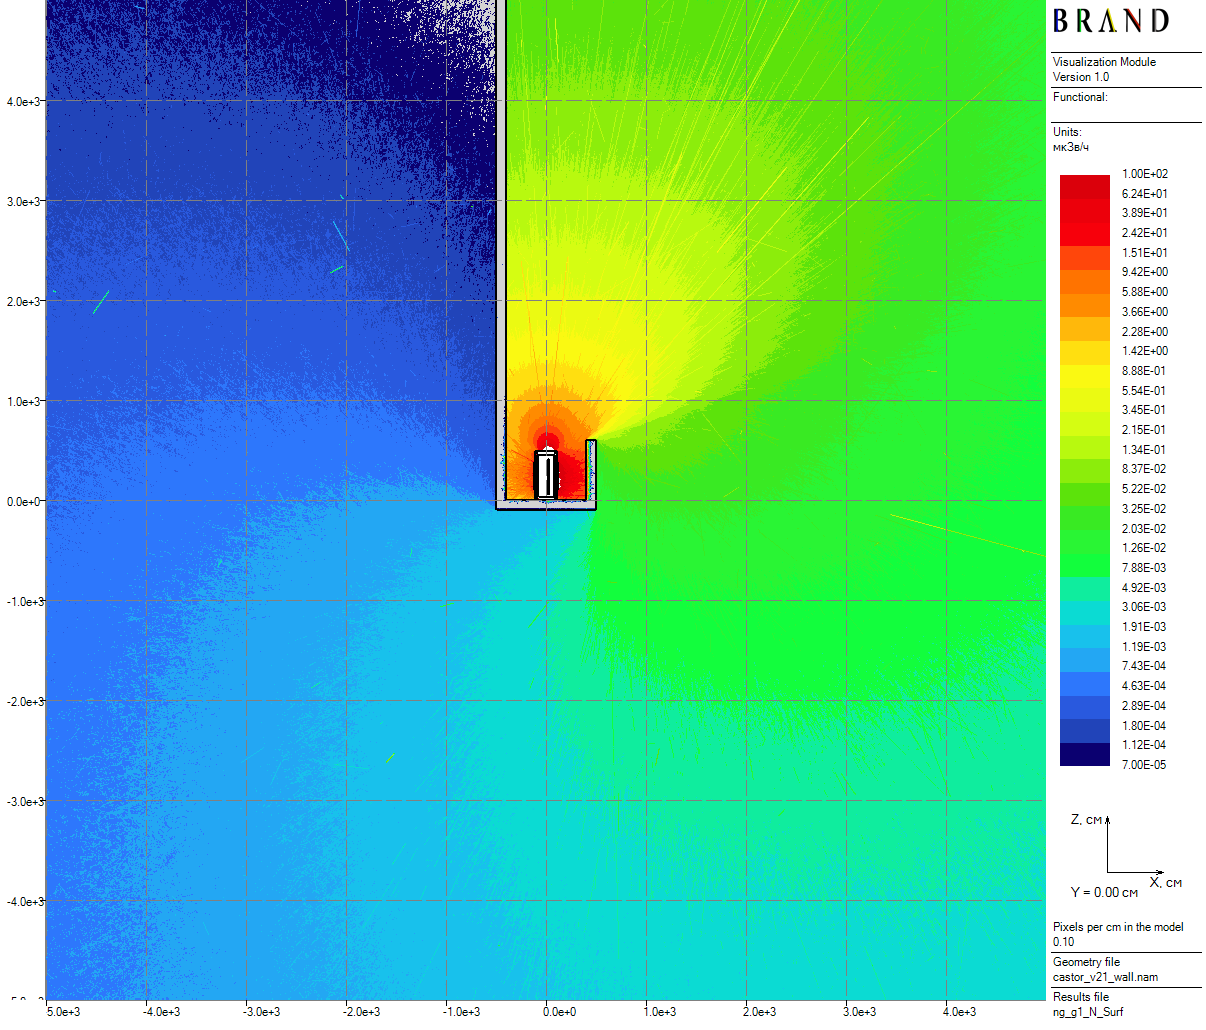 BRAND
Visualization Module
Version 1.0
Functional:
Units:
мкЗв/ч
1.00E+02
6.24E+01
3.89E+01
2.42E+01
1.51E+01
9.42E+00
5.88E+00
3.66E+00
2.28E+00
1.42E+00
8.88E-01
5.54E-01
3.45E-01
2.15E-01
1.34E-01
8.37E-02
5.22E-02
3.25E-02
2.03E-02
1.26E-02
7.88E-03
4.92E-03
3.06E-03
1.91E-03
1.19E-03
7.43E-04
4.63E-04
2.89E-04
1.80E-04
1.12E-04
7.00E-05
Z, см
X, см
Y = 0.00 см
Pixels per cm in the model
0.10
Geometry file
castor_v21_wall.nam
Results file
ng_g1_N_Surf
4.0e+3
3.0e+3
2.0e+3
1.0e+3
0.0e+0
-1.0e+3
-2.0e+3
-3.0e+3
-4.0e+3
5.0e+3 -4.0e+3 -3.0e+3 -2.0e+3 -1.0e+3 0.0e+0 1.0e+3 2.0e+3 3.0e+3 4.0e+3